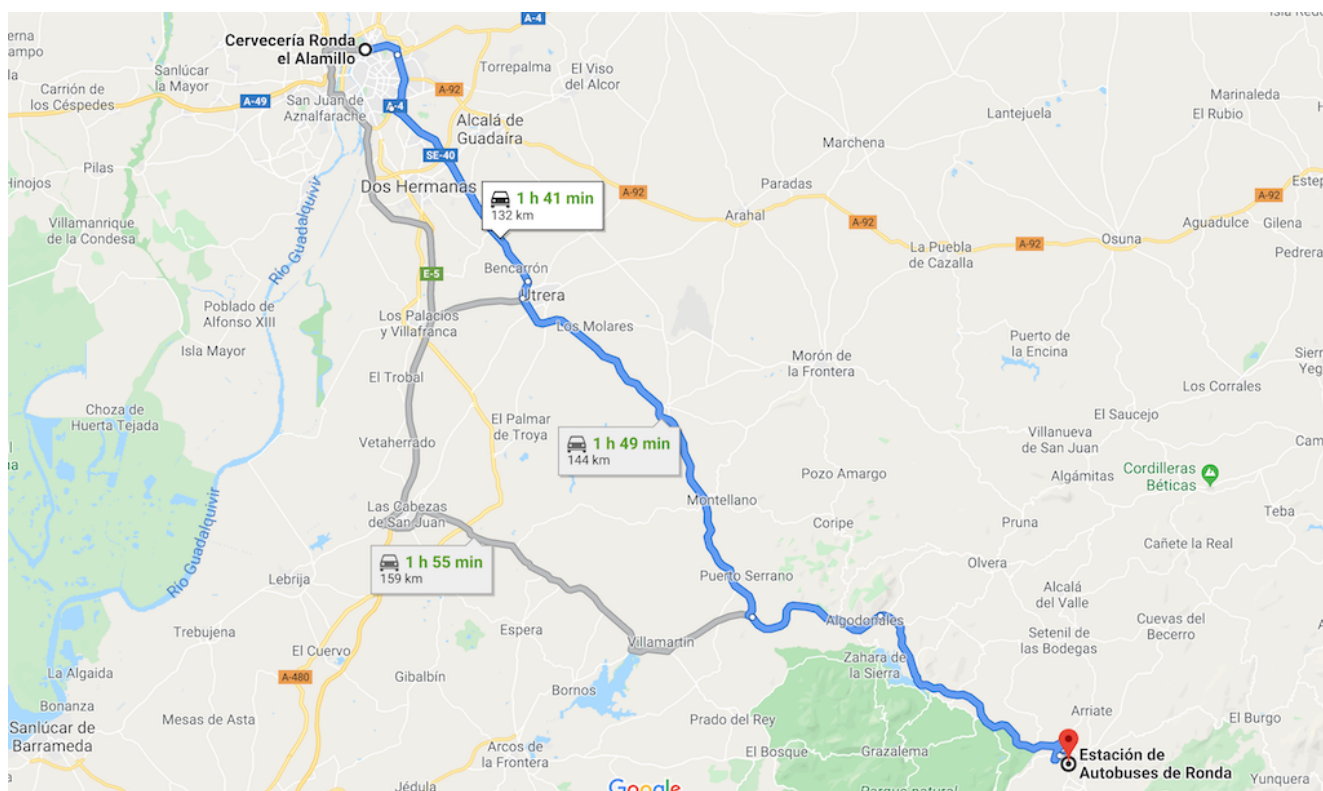 A-4
Isla Red
Cervecería Ronda
el Alamillo
erna
ampo
la
Sanlúcar
la Mayor
Torrepalma
El Viso
del Alcor
Carrión de
los Céspedes
A-49
San Juan de
Aznalfarache
A-92
A-4
Alcalá de
Guadaíra
Marinaleda
El Rubio
Lantejuela
Marchena
SE-40
Pilas
Hinojos
Dos Hermanas
1 h 41 min
132 km
A-92
Paradas
A-92
Estep
Villamanrique
de la Condesa
Arahal
A-92
Aguadulce
Gilena
La Puebla
de Cazalla
A-92
Osuna
Pedrera
Río Guadalquivir
E-5
Bencarrón
Utrera
Poblado de
Alfonso XIII
Los Palacios
y Villafranca
Los Molares
Isla Mayor
Puerto de
la Encina
Morón de
la Frontera
Sierr
Yeg
El Trobal
Los Corrales
Choza de
Huerta Tejada
El Palmar
de Troya
El Saucejo
Vetaherrado
1 h 49 min
144 km
Villanueva
de San Juan
Cam
Pozo Amargo
Algámitas
Cordilleras
Béticas
Las Cabezas
de San Juan
Montellano
Coripe
Pruna
Teba
Río Guadalquivir
Cañete la Real
1 h 55 min
159 km
Lebrija
Puerto Serrano
Olvera
Alcalá
del Valle
Trebujena
Espera
Villamartín
Algodonales
Setenil de
las Bodegas
Cuevas del
Becerro
El Cuervo
Zahara de
la Sierra
La Algaida
A-480
Gibalbín
Bornos
Bonanza
Mesas de Asta
Prado del Rey
Arriate
El Burgo
Sanlúcar de
Barrameda
Arcos de
la Frontera
El Bosque
Grazalema
Estación de
Autobuses de Ronda
Yunquera
Jédula
Google
Parque natural